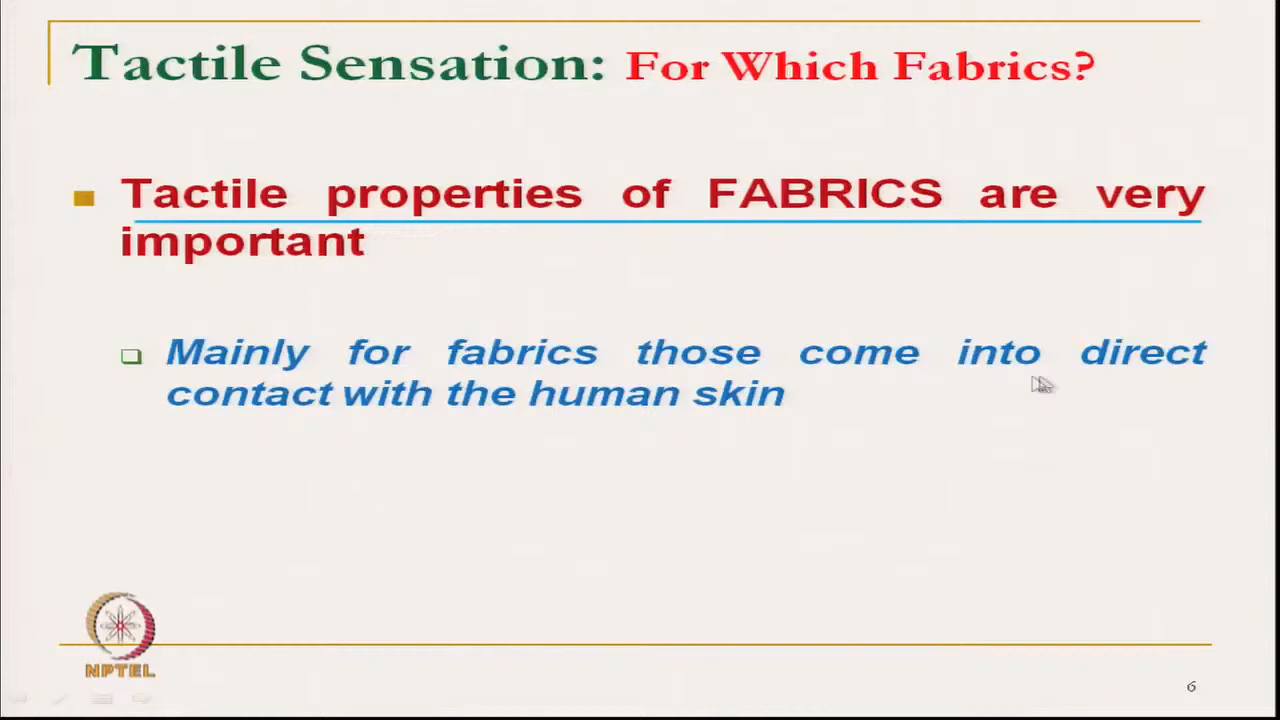 Tactile Sensation: For Which Fabrics?
Tactile properties of FABRICS are very
important
Mainly for fabrics those come into direct
contact with the human skin
NPTEL
6